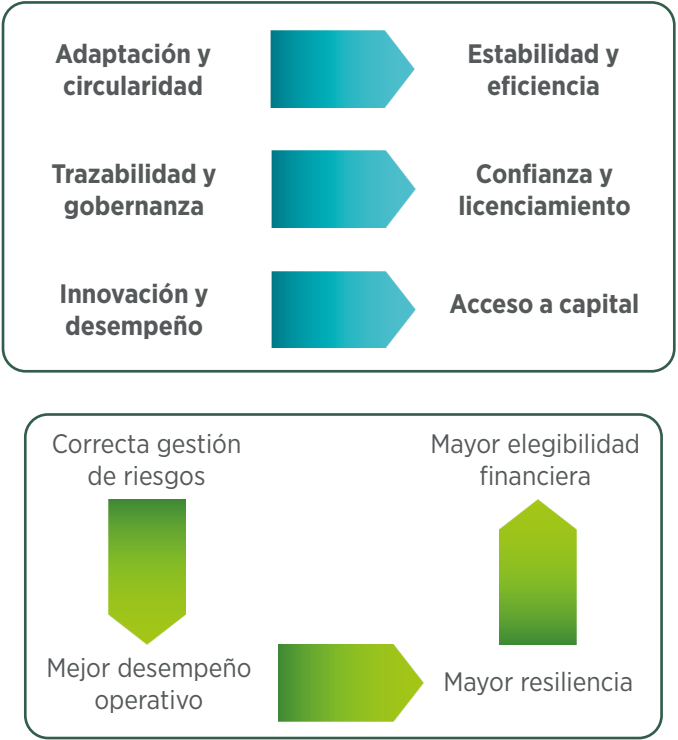 Adaptación y
circularidad
Estabilidad y
eficiencia
Trazabilidad y
gobernanza
Confianza y
licenciamiento
Innovación y
desempeño
Acceso a capital
Correcta gestión
de riesgos
Mayor elegibilidad
financiera
Mejor desempeño
operativo
Mayor resiliencia